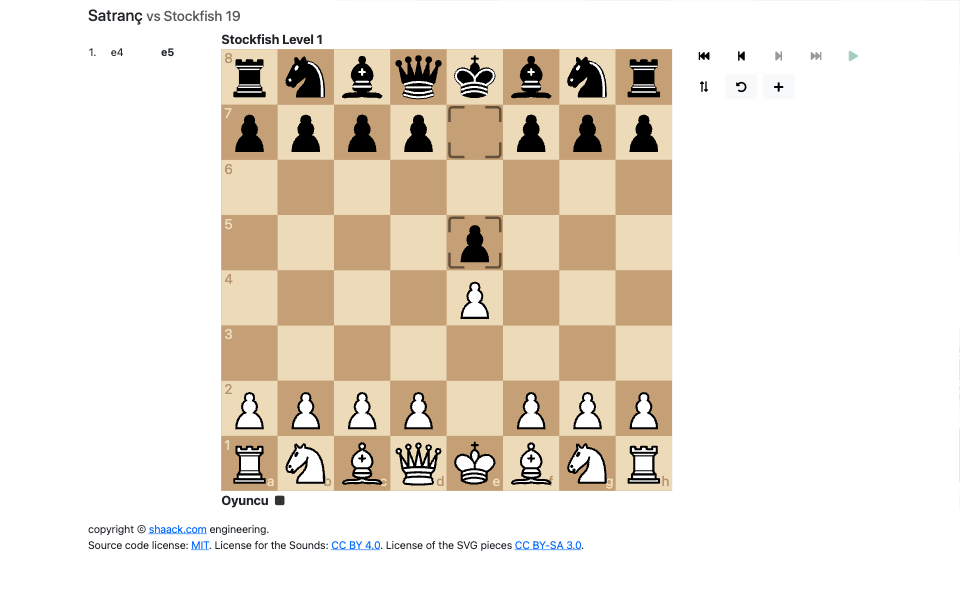 Satranç vs Stockfish 19
Stockfish Level 1
1. e4 e5
8
7
6
5
4
3
2
1
a b c d e f g h
Oyuncu
copyright © shaack.com engineering.
Source code license: MIT. License for the Sounds: CC BY 4.0. License of the SVG pieces CC BY-SA 3.0.